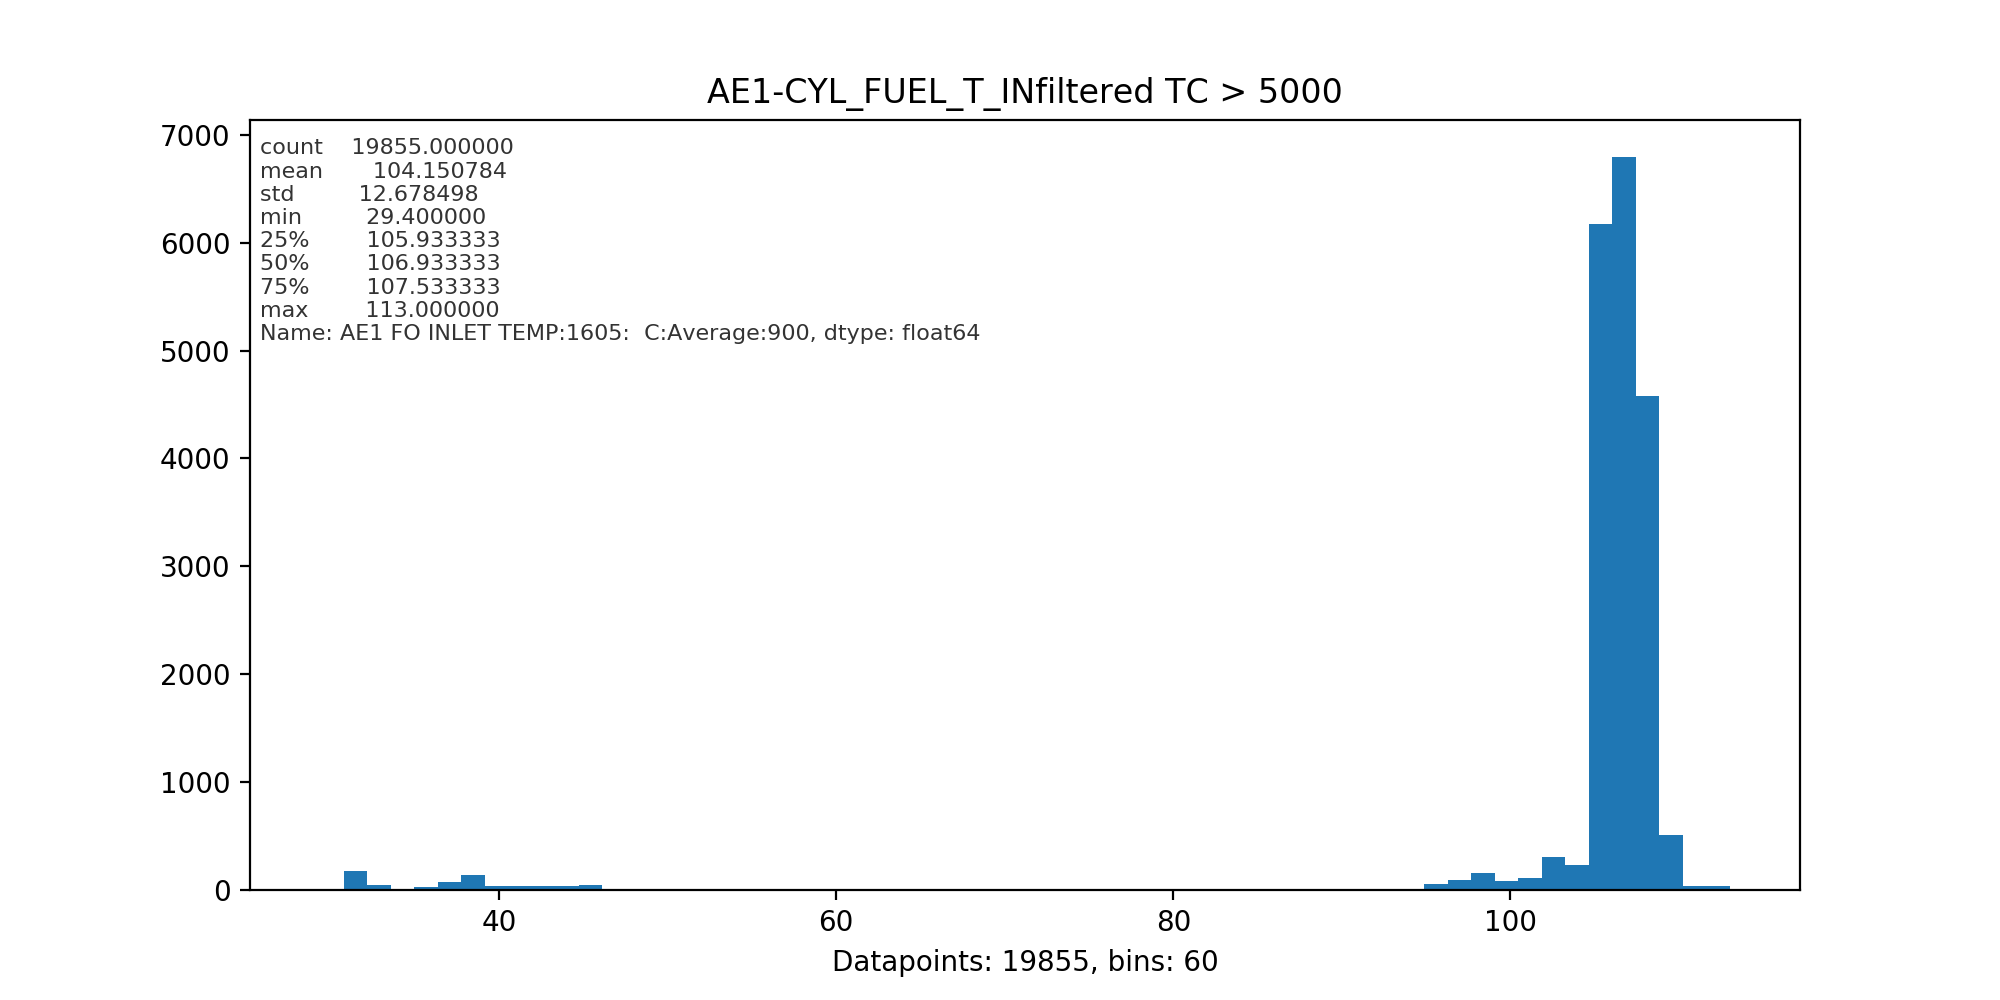 AE1-CYL_FUEL_T_INfiltered TC > 5000
7000
6000
5000
4000
3000
2000
1000
0
count 19855.000000
mean 104.150784
std 12.678498
min 29.400000
25% 105.933333
50% 106.933333
75% 107.533333
max 113.000000
Name: AE1 FO INLET TEMP:1605: C:Average:900, dtype: float64
40 60 80 100
Datapoints: 19855, bins: 60